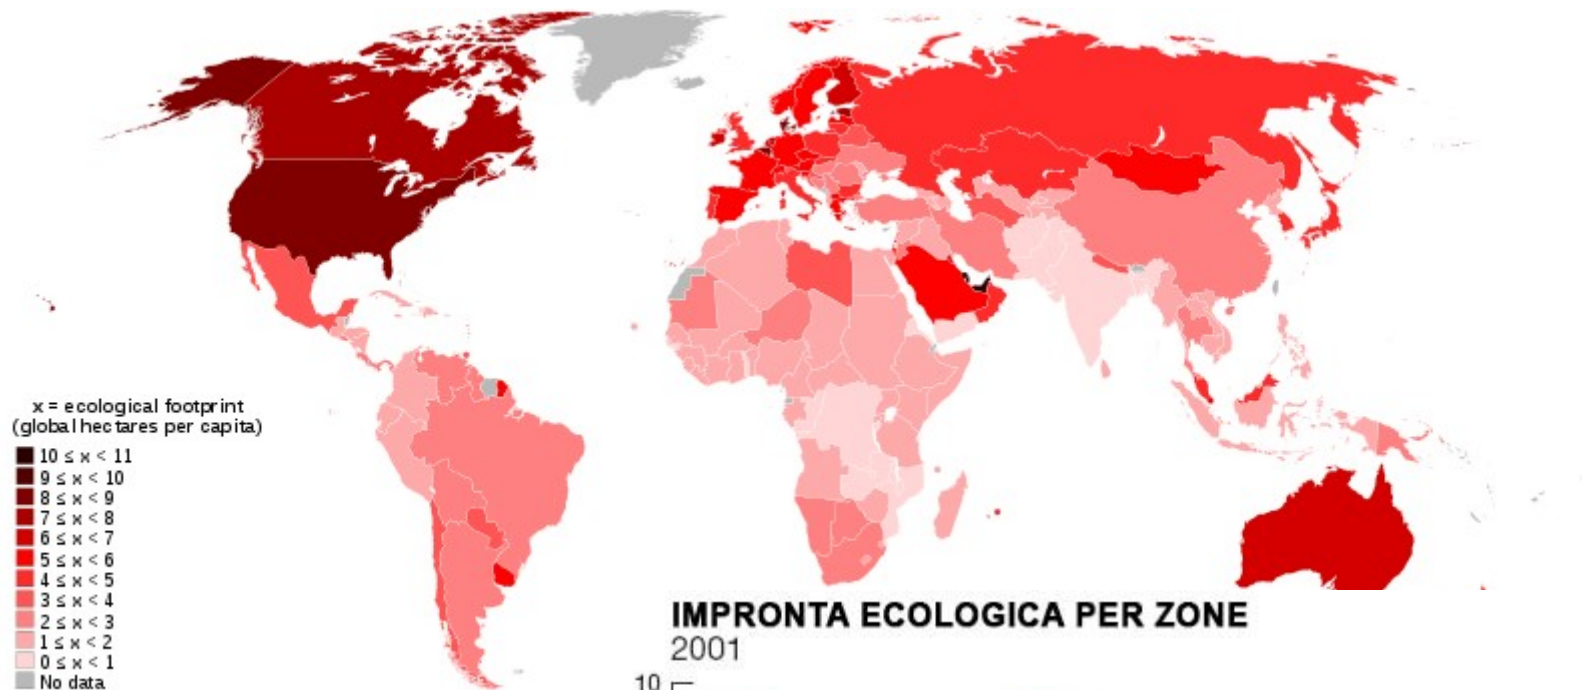 x = ecological footprint
(global hectares per capita)
10 ≤ x < 11
9 ≤ x < 10
8 ≤ x < 9
7 ≤ x < 8
6 ≤ x < 7
5 ≤ x < 6
4 ≤ x < 5
3 ≤ x < 4
2 ≤ x < 3
1 ≤ x < 2
0 ≤ x < 1
No data
IMPRONTA ECOLOGICA PER ZONE
2001
10